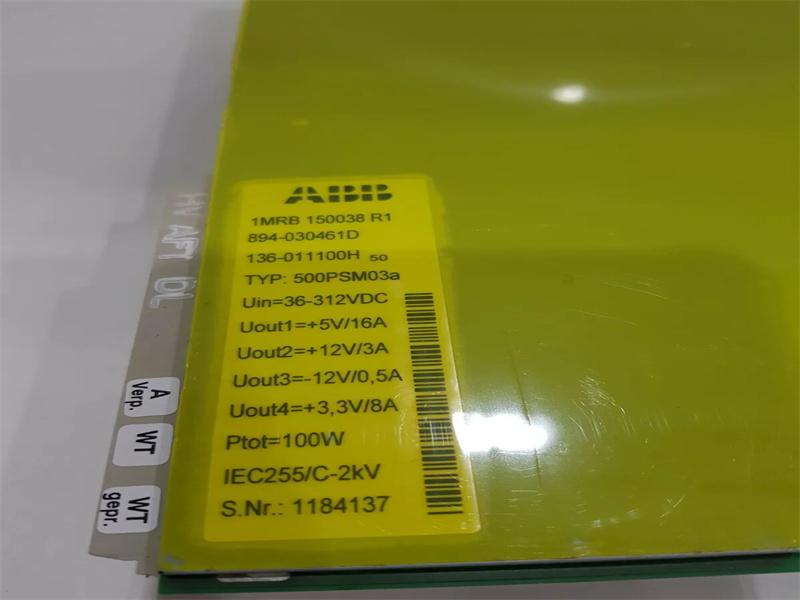 ABB
1MRB 150038 R1
894-030461D
136-011100H 50
TYP: 500PSM03a
Uin=36-312VDC
Uout1=+5V/16A
Uout2=+12V/3A
Uout3=-12V/0,5A
Uout4=+3,3V/8A
Ptot=100W
IEC255/C-2kV
S.Nr.: 1184137
HV AFT
A
Verp.
WT
WT
gepr.